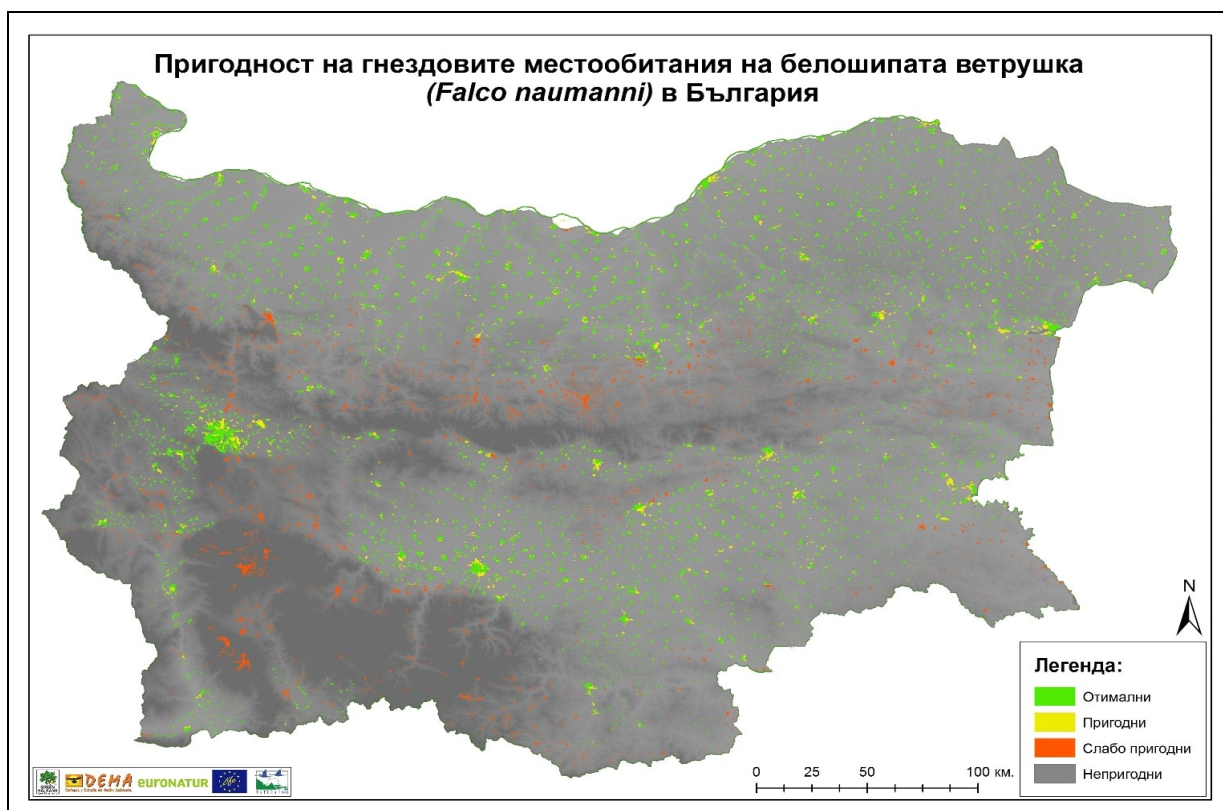 Пригодност на гнездовите местообитания на белошипата ветрушка
(Falco naumanni) в България
N
Легенда:
Отимални
Пригодни
Слабо пригодни
Непригодни
0 25 50 100 км.
DEMA
euronatur
life